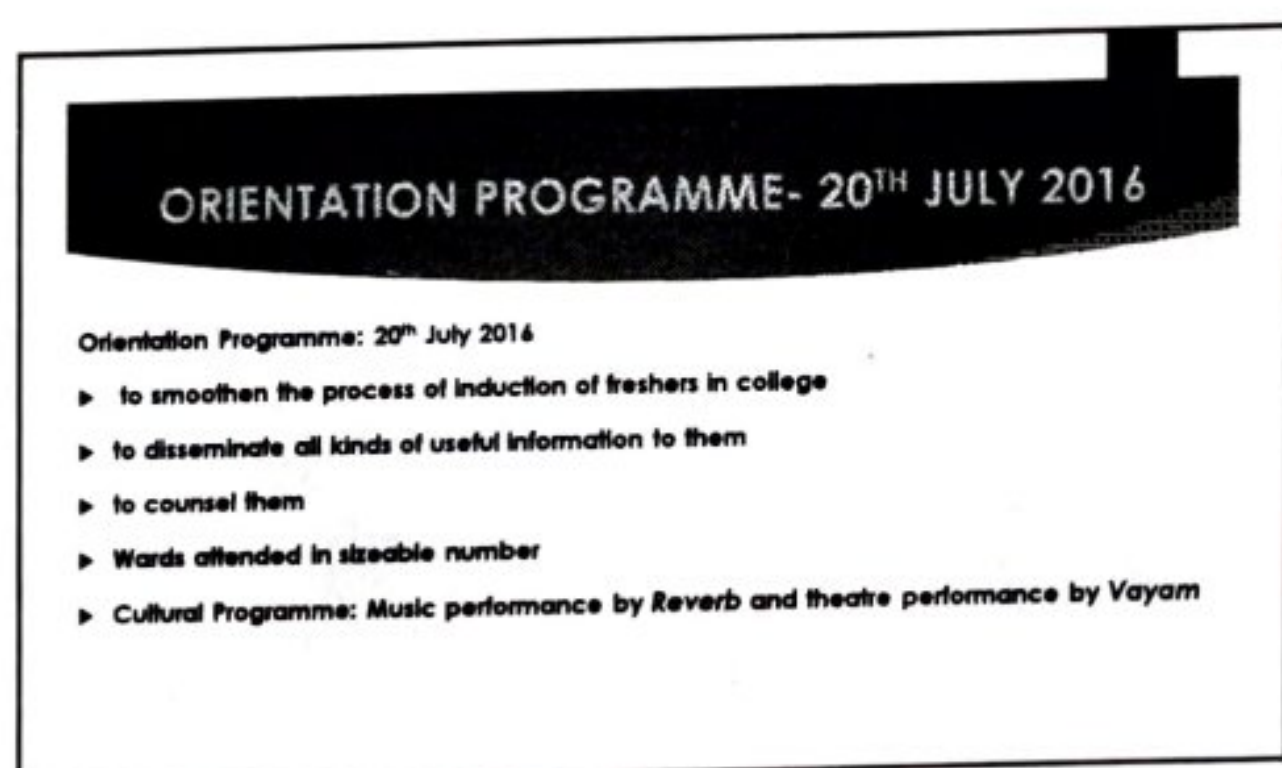 ORIENTATION PROGRAMME- 20TH JULY 2016
Orientation Programme: 20th July 2016
▶ to smoothen the process of induction of freshers in college
▶ to disseminate all kinds of useful information to them
▶ to counsel them
▶ Wards attended in sizeable number
▶ Cultural Programme: Music performance by Reverb and theatre performance by Vayam